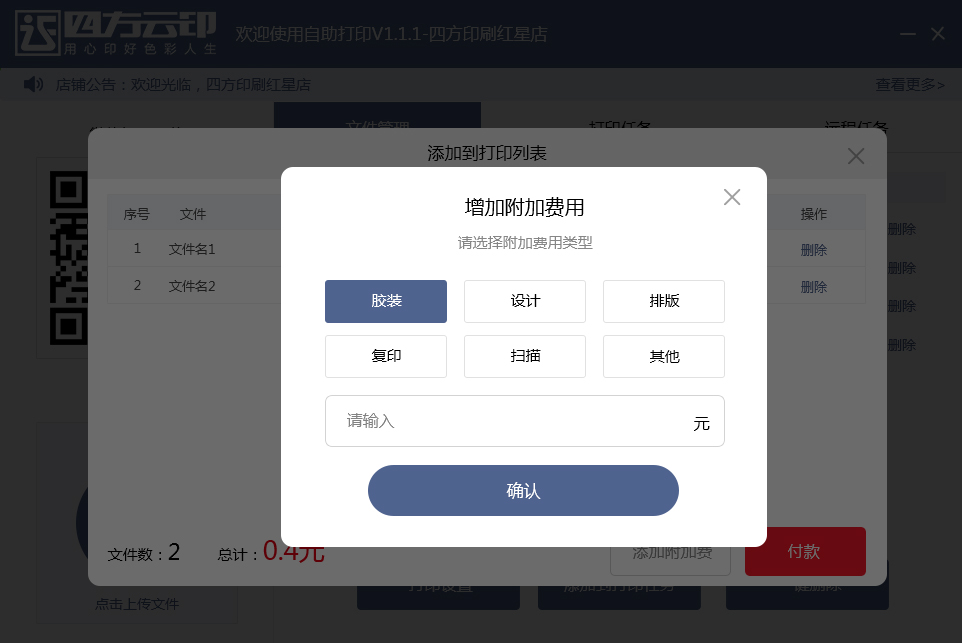 四方云印
用心印好色彩人生
欢迎使用自助打印V1.1.1-四方印刷红星店
店铺公告：欢迎光临，四方印刷红星店
查看更多>
文件管理
打印任务
远程任务
添加到打印列表
序号 文件 操作
1 文件名1 删除
2 文件名2 删除
删除
删除
删除
删除
增加附加费用
请选择附加费用类型
胶装 设计 排版
复印 扫描 其他
请输入 元
确认
文件数：2 总计：0.4元 添加附加费 付款
点击上传文件
打印设置 添加到打印任务 键删除